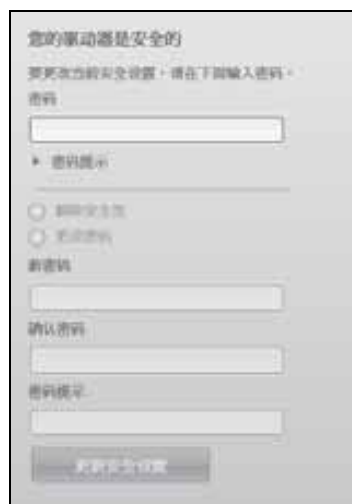 您的驱动器是安全的
要更改当前安全设置，请在下面输入密码。
密码
密码提示
解除安全性
更改密码
新密码
确认密码
密码提示
更新安全设置